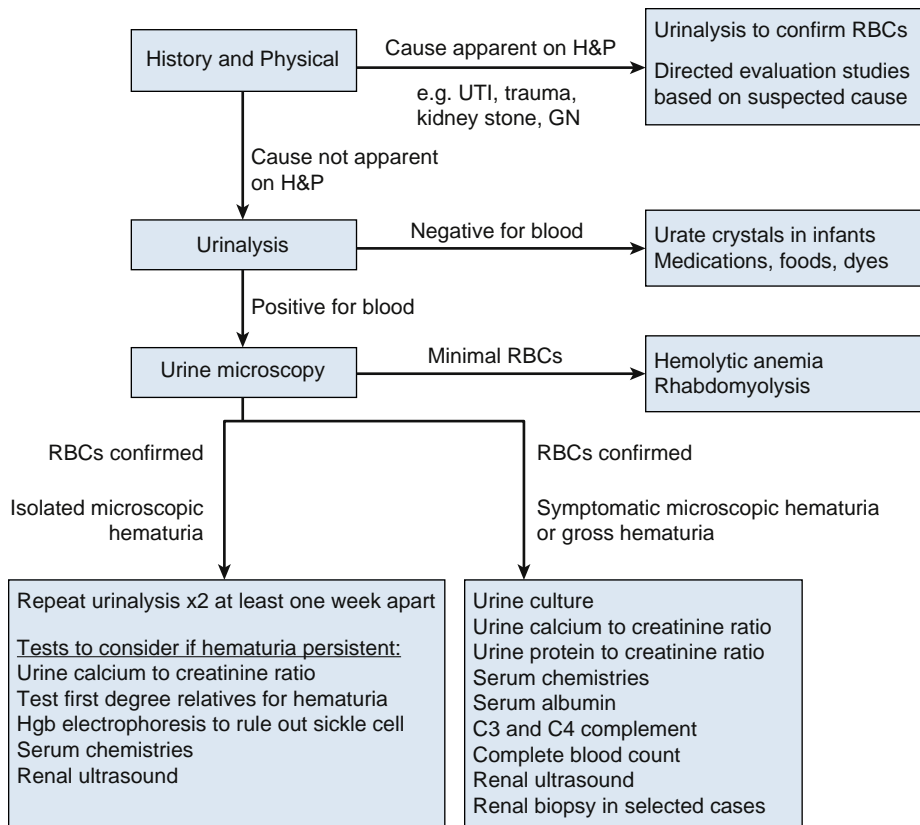 History and Physical
Cause apparent on H&P
e.g. UTI, trauma,
kidney stone, GN
Urinalysis to confirm RBCs
Directed evaluation studies
based on suspected cause
Cause not apparent
on H&P
Urinalysis
Negative for blood
Urate crystals in infants
Medications, foods, dyes
Positive for blood
Urine microscopy
Minimal RBCs
Hemolytic anemia
Rhabdomyolysis
RBCs confirmed
Isolated microscopic
hematuria
RBCs confirmed
Symptomatic microscopic hematuria
or gross hematuria
Repeat urinalysis x2 at least one week apart
Tests to consider if hematuria persistent:
Urine calcium to creatinine ratio
Test first degree relatives for hematuria
Hgb electrophoresis to rule out sickle cell
Serum chemistries
Renal ultrasound
Urine culture
Urine calcium to creatinine ratio
Urine protein to creatinine ratio
Serum chemistries
Serum albumin
C3 and C4 complement
Complete blood count
Renal ultrasound
Renal biopsy in selected cases